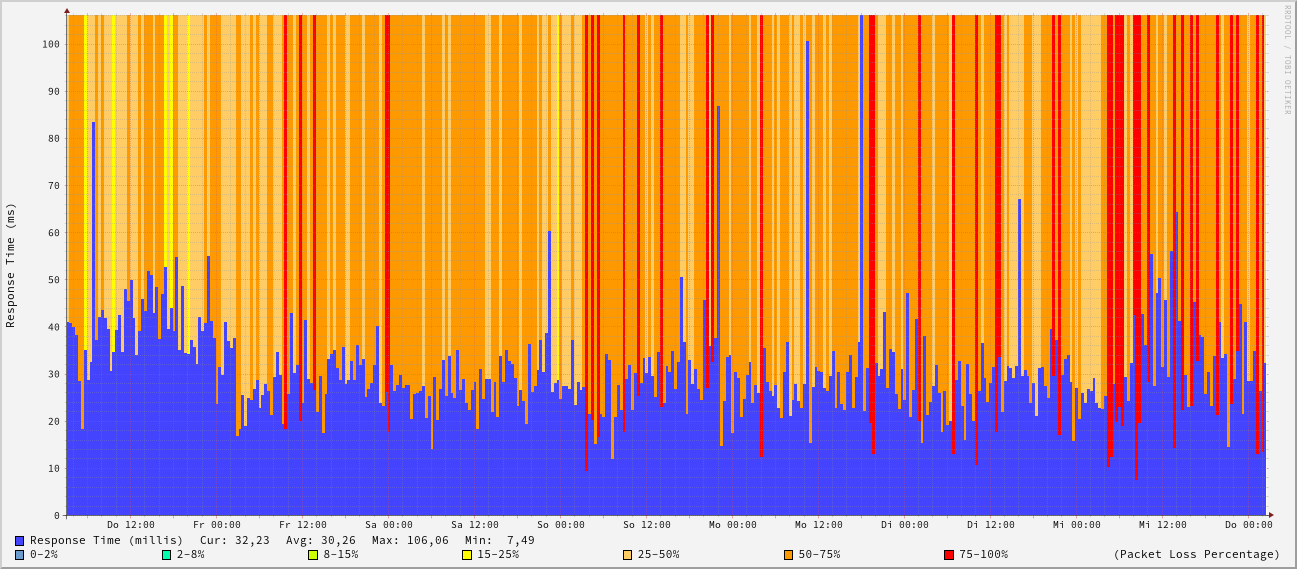 RRDTOOL / TOBI OETIKER
Response Time (ms)
100
90
80
70
60
50
40
30
20
10
0
Do 12:00 Fr 00:00 Fr 12:00 Sa 00:00 Sa 12:00 So 00:00 So 12:00 Mo 00:00 Mo 12:00 Di 00:00 Di 12:00 Mi 00:00 Mi 12:00 Do 00:00
Response Time (millis) Cur: 32,23 Avg: 30,26 Max: 106,06 Min: 7,49
0-2% 2-8% 8-15% 15-25% 25-50% 50-75% 75-100% (Packet Loss Percentage)